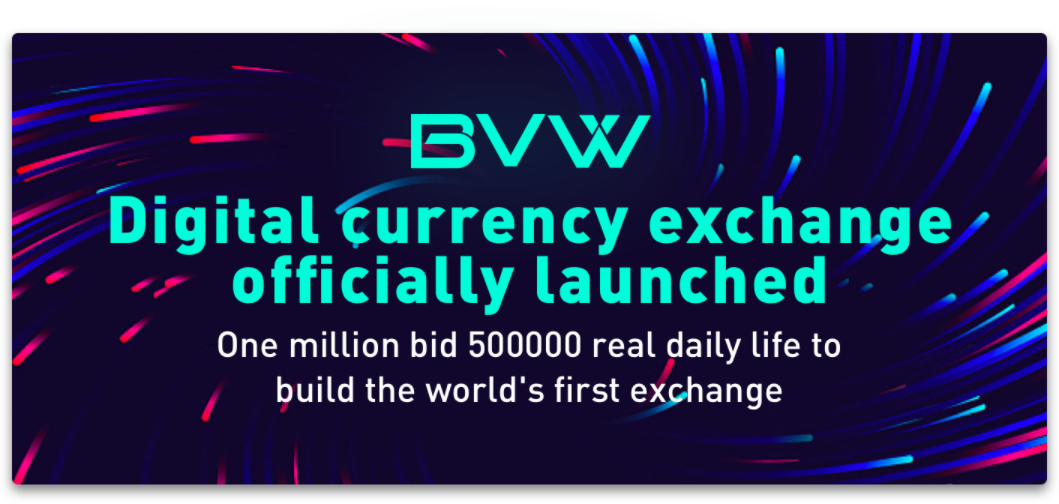 BVW
Digital currency exchange
officially launched
One million bid 500000 real daily life to
build the world's first exchange